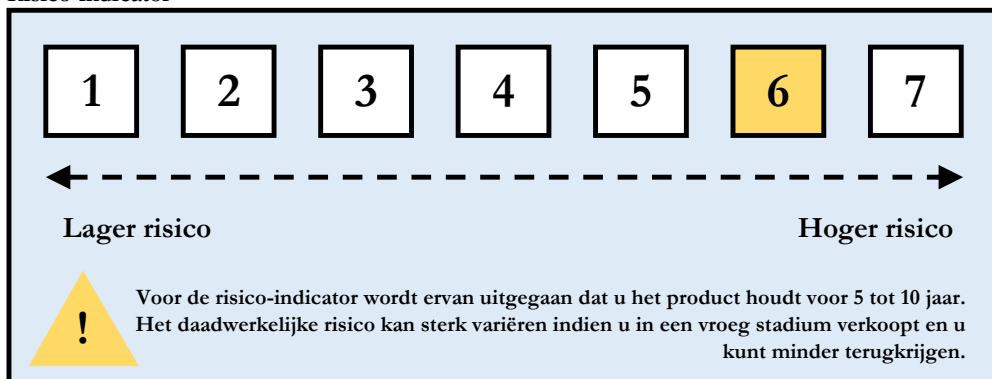 Risico-indicator
1 2 3 4 5 6 7
Lager risico Hoger risico
! Voor de risico-indicator wordt ervan uitgegaan dat u het product houdt voor 5 tot 10 jaar.
Het daadwerkelijke risico kan sterk variëren indien u in een vroeg stadium verkoopt en u
kunt minder terugkrijgen.